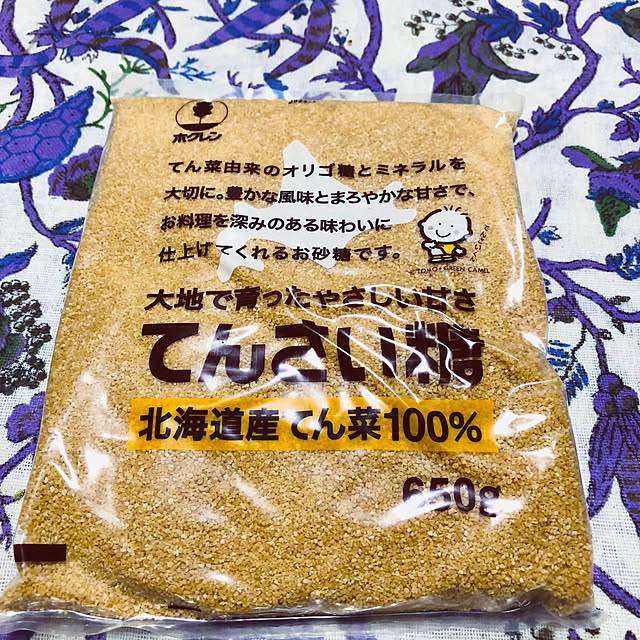 ホクレン
てん菜由来のオリゴ糖とミネラルを
大切に。豊かな風味とまろやかな甘さで、
お料理を深みのある味わいに
仕上げてくれるお砂糖です。
TOHO・GREEN CAMEL
大地で育ったやさしい甘さ
てんさい糖
北海道産 てん菜100%
650g